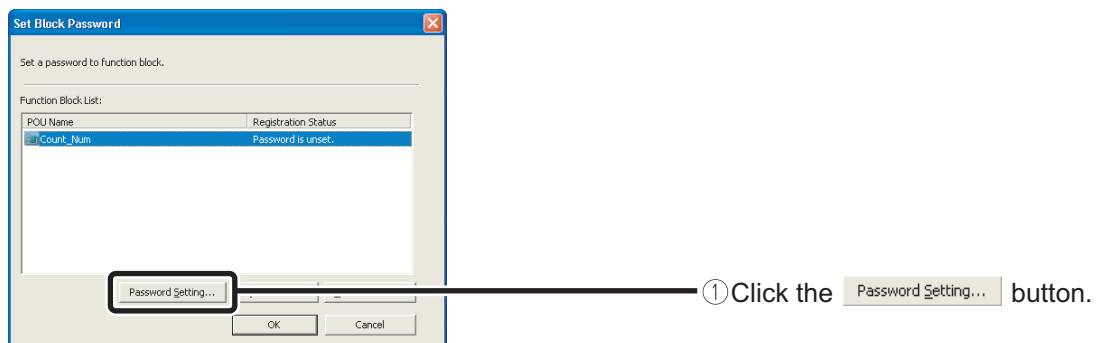 Set Block Password
Set a password to function block.
Function Block List:
POU Name Registration Status
Count_Num Password is unset.
Password Setting...
①Click the Password Setting... button.
OK Cancel